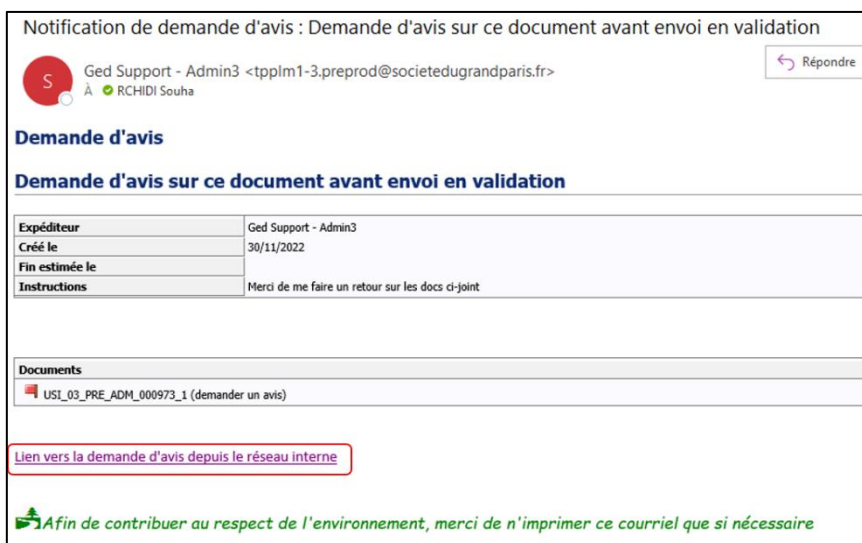 Notification de demande d'avis : Demande d'avis sur ce document avant envoi en validation
S
Ged Support - Admin3 <tpplm1-3.preprod@societedugrandparis.fr>
Répondre
À RCHIDI Souha
Demande d'avis
Demande d'avis sur ce document avant envoi en validation
Expéditeur Ged Support - Admin3
Créé le 30/11/2022
Fin estimée le
Instructions Merci de me faire un retour sur les docs ci-joint
Documents
USI_03_PRE_ADM_000973_1 (demander un avis)
Lien vers la demande d'avis depuis le réseau interne
Afin de contribuer au respect de l'environnement, merci de n'imprimer ce courriel que si nécessaire